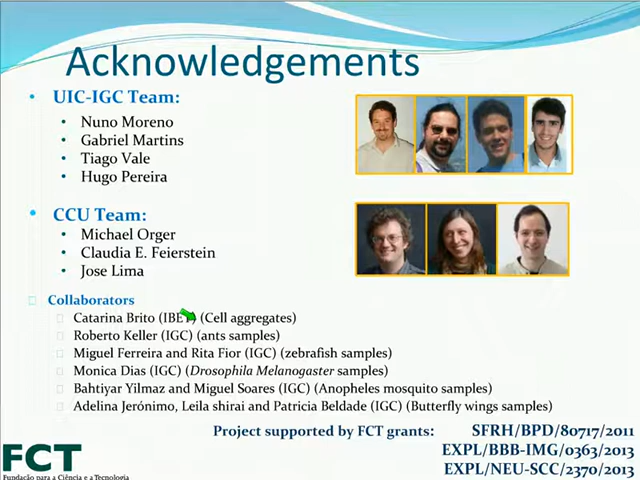 Acknowledgements
UIC-IGC Team:
Nuno Moreno
Gabriel Martins
Tiago Vale
Hugo Pereira
CCU Team:
Michael Orger
Claudia E. Feierstein
Jose Lima
Collaborators
Catarina Brito (IBET) (Cell aggregates)
Roberto Keller (IGC) (ants samples)
Miguel Ferreira and Rita Fior (IGC) (zebrafish samples)
Monica Dias (IGC) (Drosophila Melanogaster samples)
Bahtiyar Yilmaz and Miguel Soares (IGC) (Anopheles mosquito samples)
Adelina Jerónimo, Leila shirai and Patricia Beldade (IGC) (Butterfly wings samples)
Project supported by FCT grants: SFRH/BPD/80717/2011
EXPL/BBB-IMG/0363/2013
EXPL/NEU-SCC/2370/2013
FCT
Fundação para a Ciência e a Tecnologia